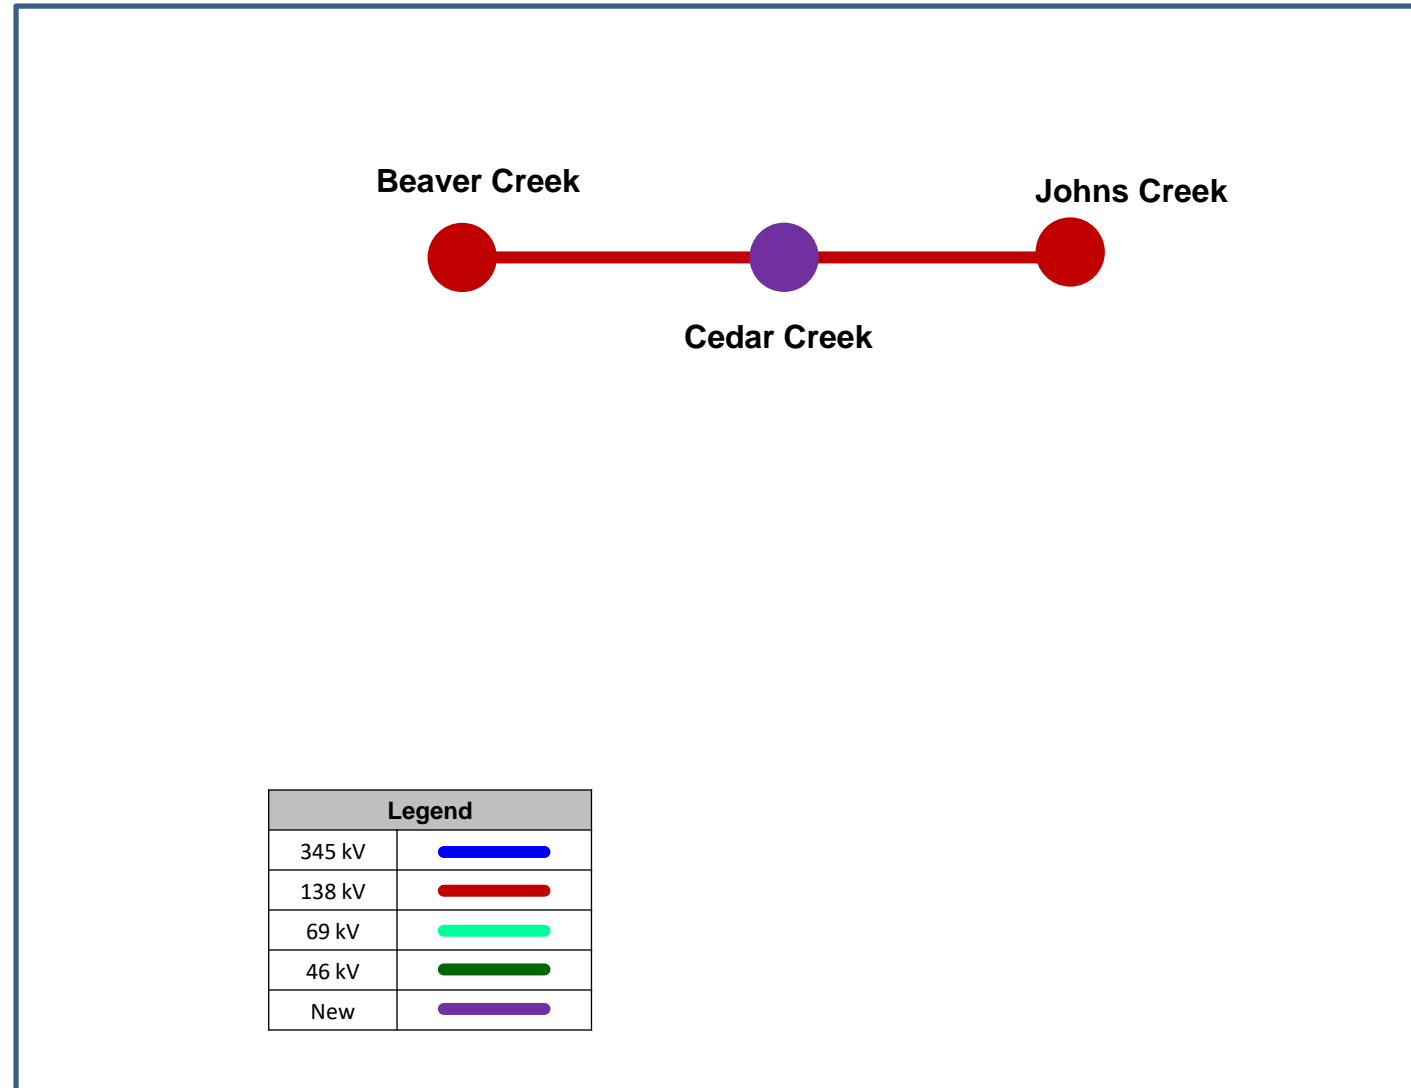 Beaver Creek
Johns Creek
Cedar Creek
Legend
345 kV
138 kV
69 kV
46 kV
New